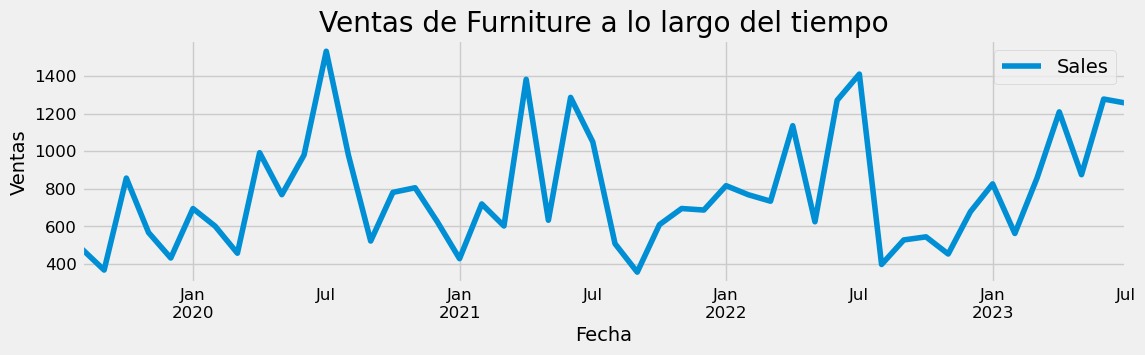 Ventas de Furniture a lo largo del tiempo
Sales
Ventas
1400
1200
1000
800
600
400
Jan
2020
Jul
Jan
2021
Jul
Jan
2022
Jul
Jan
2023
Jul
Fecha